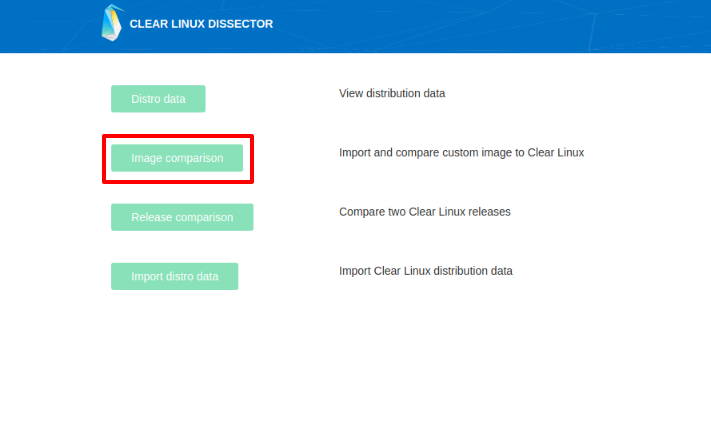 CLEAR LINUX DISSECTOR
Distro data
View distribution data
Image comparison
Import and compare custom image to Clear Linux
Release comparison
Compare two Clear Linux releases
Import distro data
Import Clear Linux distribution data